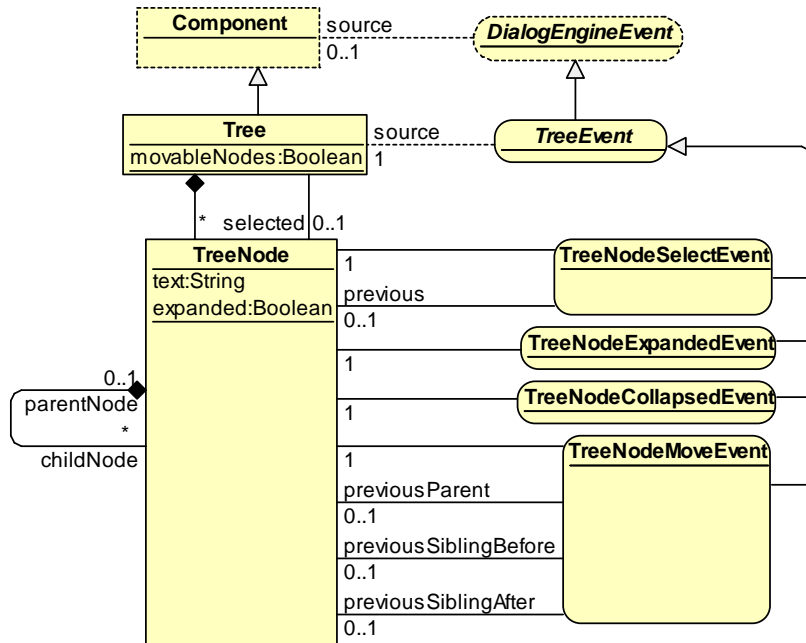 Component
source
0..1
DialogEngineEvent
Tree
movableNodes:Boolean
source
1
TreeEvent
*
selected
0..1
TreeNode
text:String
expanded:Boolean
1
previous
0..1
TreeNodeSelectEvent
1
TreeNodeExpandedEvent
1
TreeNodeCollapsedEvent
0..1
parentNode
*
childNode
1
TreeNodeMoveEvent
previousParent
0..1
previousSiblingBefore
0..1
previousSiblingAfter
0..1